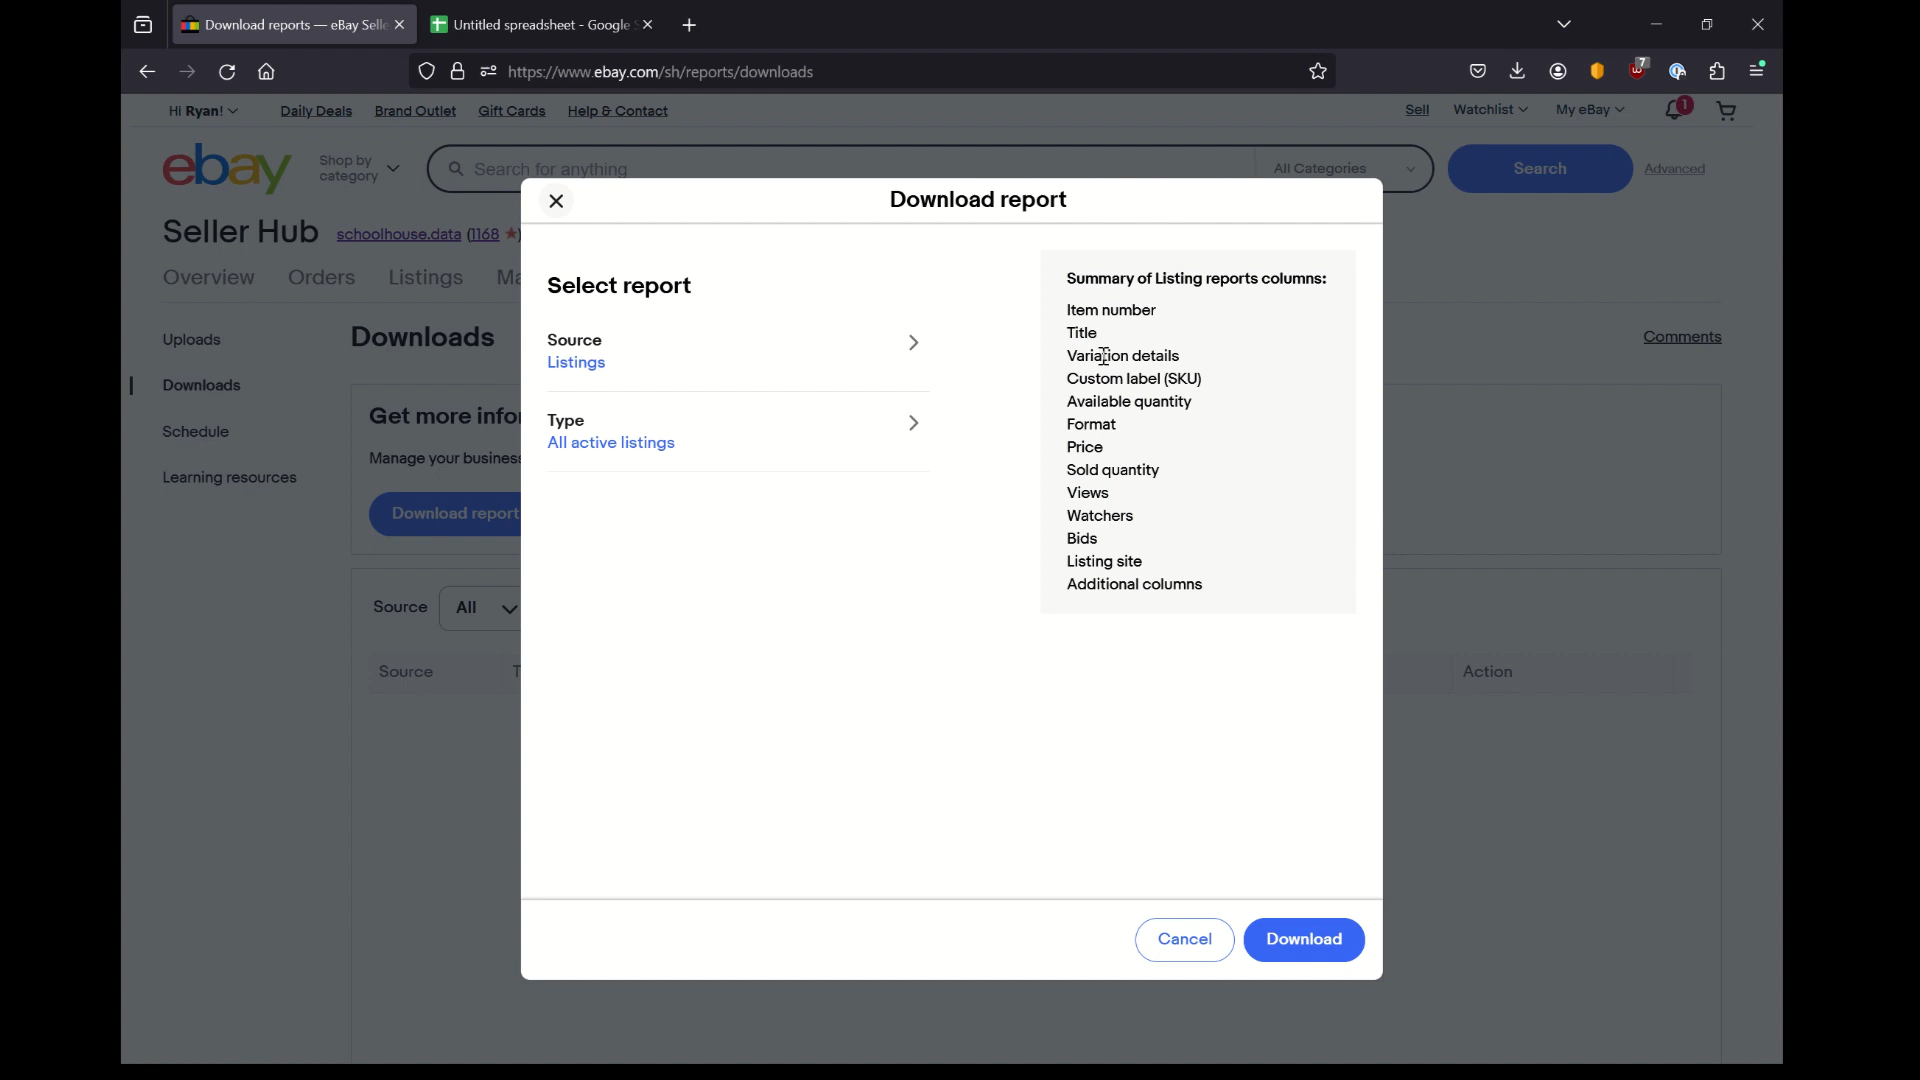 Download reports — eBay Selle
Untitled spreadsheet - Google S
https://www.ebay.com/sh/reports/downloads
7
Hi Ryan!
Daily Deals
Brand Outlet
Gift Cards
Help & Contact
Sell
Watchlist
My eBay
1
ebay
Shop by category
Search for anything
All Categories
Search
Advanced
Seller Hub
schoolhouse.data (1168 ★)
Overview
Orders
Listings
Ma
Uploads
Downloads
Schedule
Learning resources
Downloads
Comments
Get more infor
Manage your business
Download report
Source
All
Source
T
Action
Download report
Select report
Source
Listings
Type
All active listings
Summary of Listing reports columns:
Item number
Title
Variation details
Custom label (SKU)
Available quantity
Format
Price
Sold quantity
Views
Watchers
Bids
Listing site
Additional columns
Cancel
Download